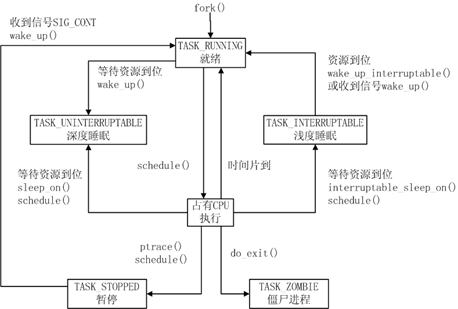 fork()
收到信号SIG_CONT
wake_up()
TASK_RUNNING
就绪
等待资源到位
wake_up()
资源到位
wake_up_interruptable()
或收到信号wake_up()
TASK_UNINTERRUPTABLE
深度睡眠
TASK_INTERRUPTABLE
浅度睡眠
schedule()
时间片到
等待资源到位
sleep_on()
schedule()
等待资源到位
interruptable_sleep_on()
schedule()
占有CPU
执行
ptrace()
schedule()
do_exit()
TASK_STOPPED
暂停
TASK_ZOMBIE
僵尸进程